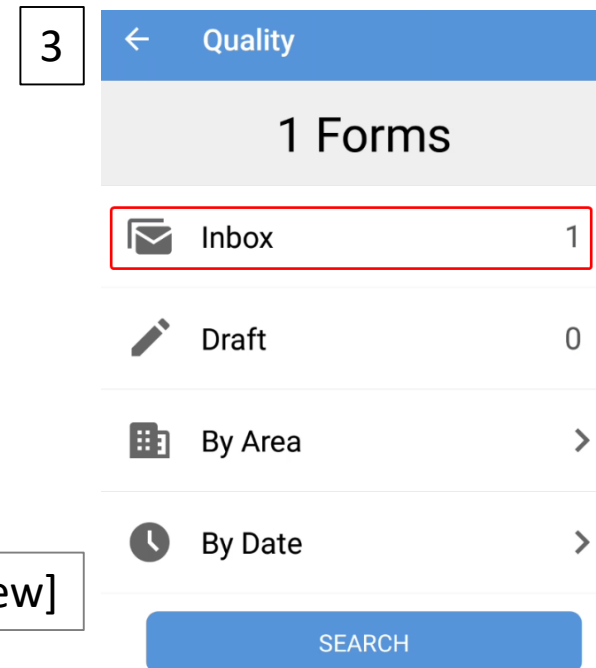 3
Quality
1 Forms
Inbox 1
Draft 0
By Area
By Date
ew]
SEARCH